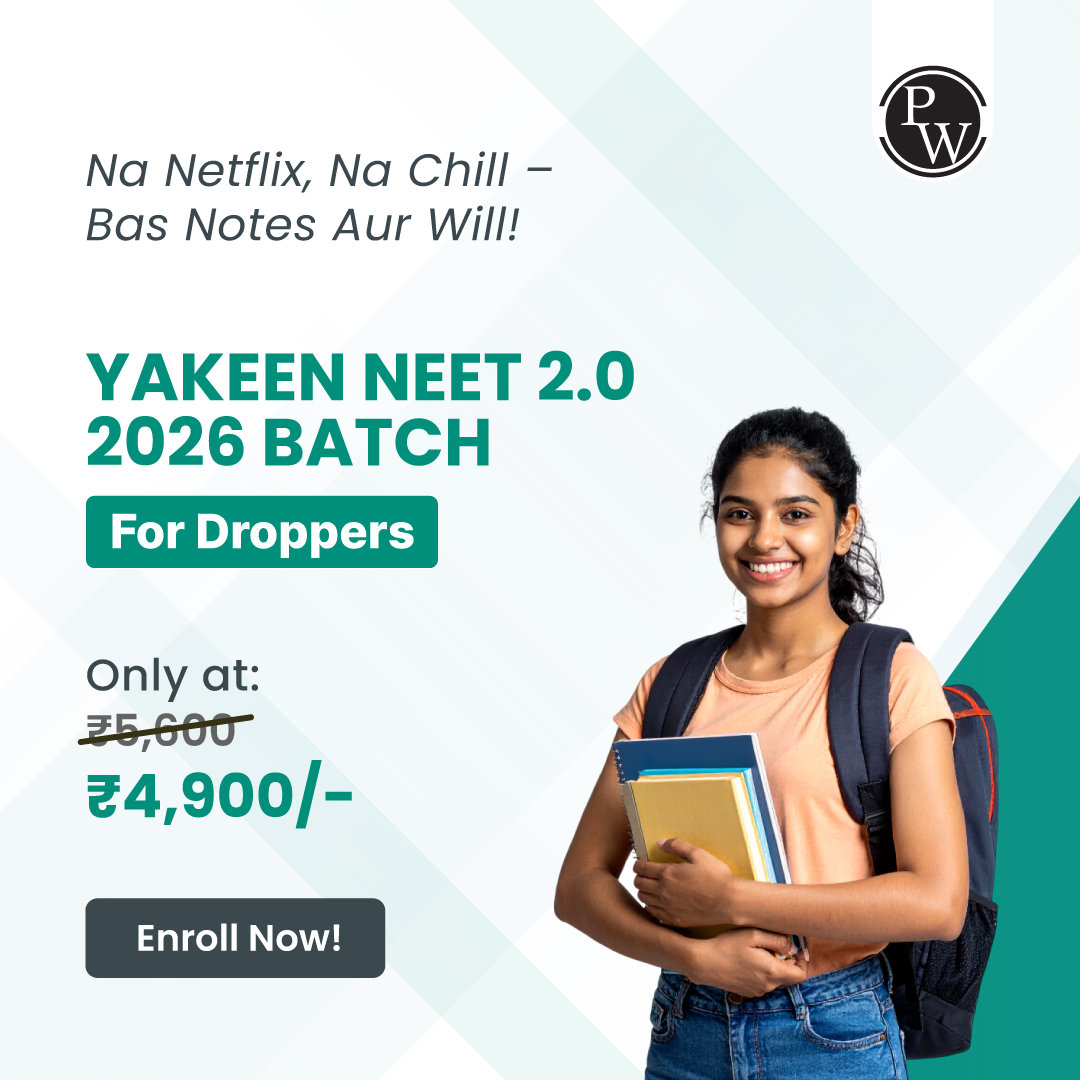 PW
Na Netflix, Na Chill –
Bas Notes Aur Will!
YAKEEN NEET 2.0
2026 BATCH
For Droppers
Only at:
₹5,600
₹4,900/-
Enroll Now!